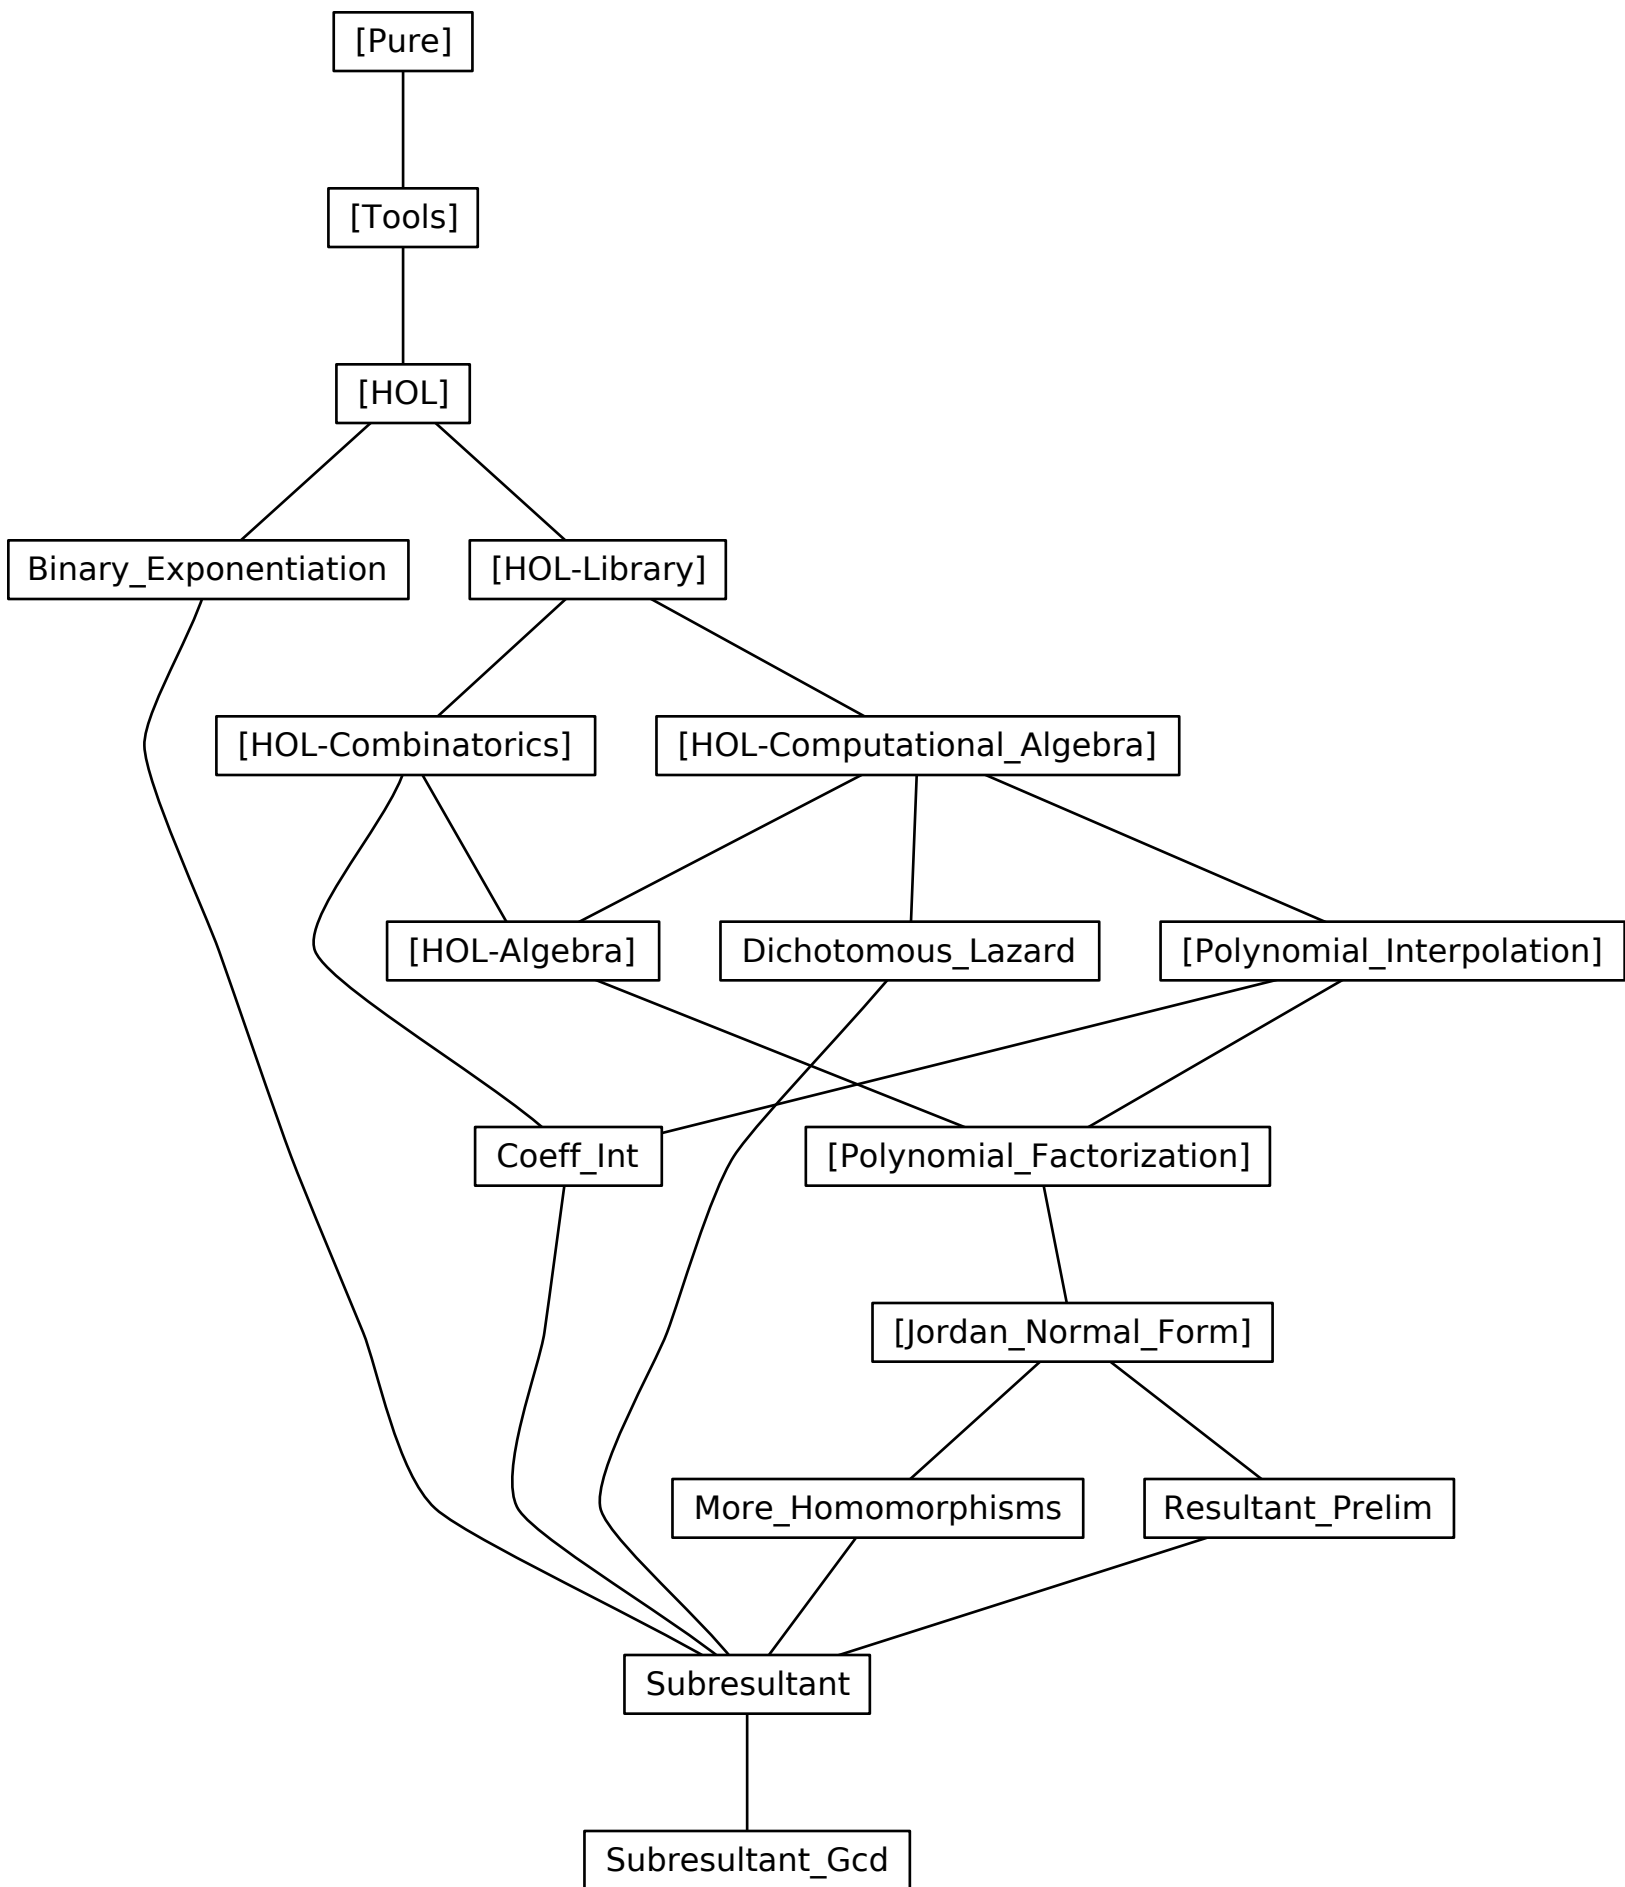 [Pure]
[Tools]
[HOL]
Binary_Exponentiation
[HOL-Library]
[HOL-Combinatorics]
[HOL-Computational_Algebra]
[HOL-Algebra]
Dichotomous_Lazard
[Polynomial_Interpolation]
Coeff_Int
[Polynomial_Factorization]
[Jordan_Normal_Form]
More_Homomorphisms
Resultant_Prelim
Subresultant
Subresultant_Gcd